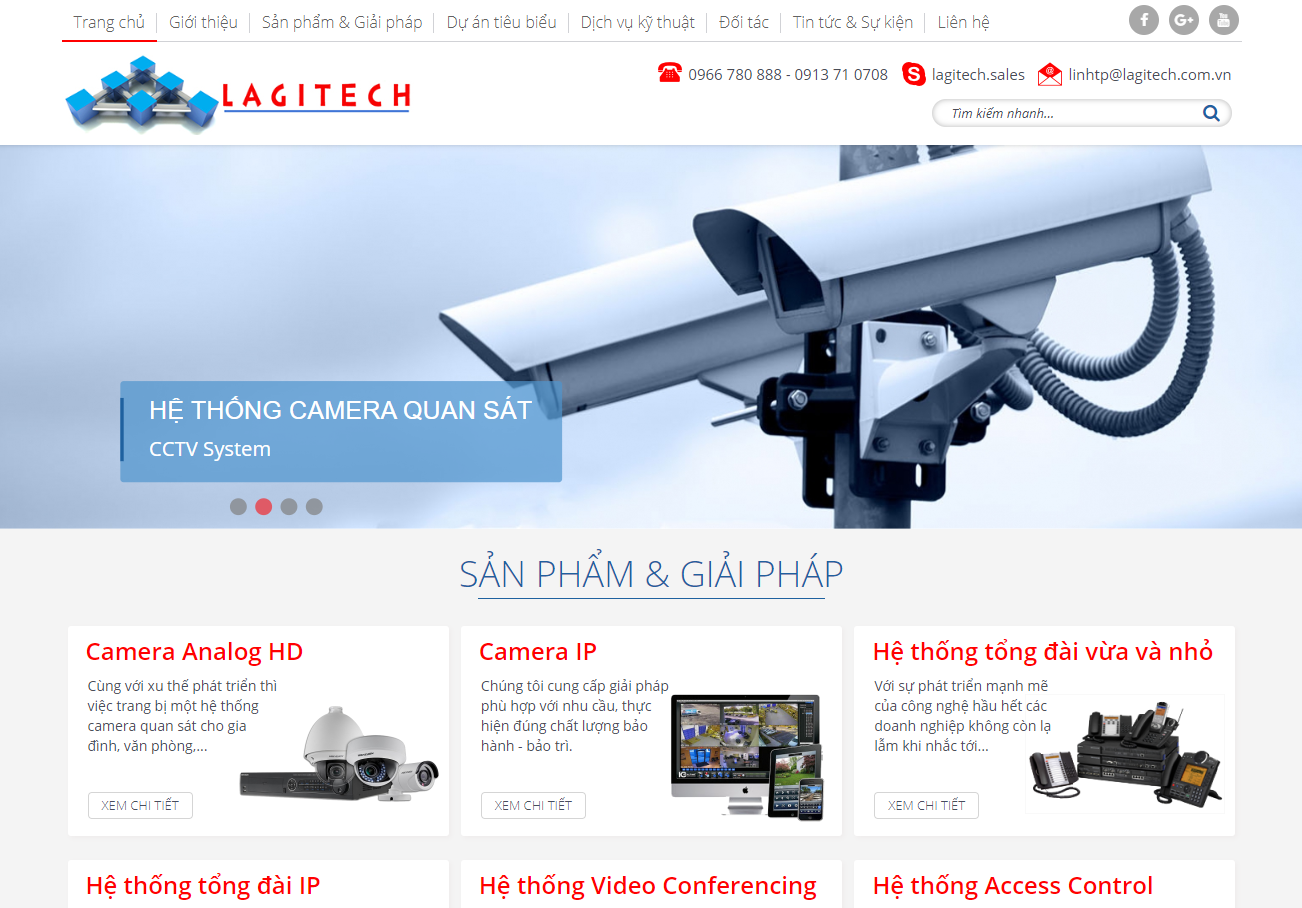 Trang chủ Giới thiệu Sản phẩm & Giải pháp Dự án tiêu biểu Dịch vụ kỹ thuật Đối tác Tin tức & Sự kiện Liên hệ
LAGITECH
0966 780 888 - 0913 71 0708 lagitech.sales linhtp@lagitech.com.vn
Tìm kiếm nhanh...
HỆ THỐNG CAMERA QUAN SÁT
CCTV System
SẢN PHẨM & GIẢI PHÁP
Camera Analog HD
Cùng với xu thế phát triển thì
việc trang bị một hệ thống
camera quan sát cho gia
đình, văn phòng,...
XEM CHI TIẾT
Camera IP
Chúng tôi cung cấp giải pháp
phù hợp với nhu cầu, thực
hiện đúng chất lượng bảo
hành - bảo trì.
XEM CHI TIẾT
Hệ thống tổng đài vừa và nhỏ
Với sự phát triển mạnh mẽ
của công nghệ hầu hết các
doanh nghiệp không còn lạ
lẫm khi nhắc tới...
XEM CHI TIẾT
Hệ thống tổng đài IP
Hệ thống Video Conferencing
Hệ thống Access Control